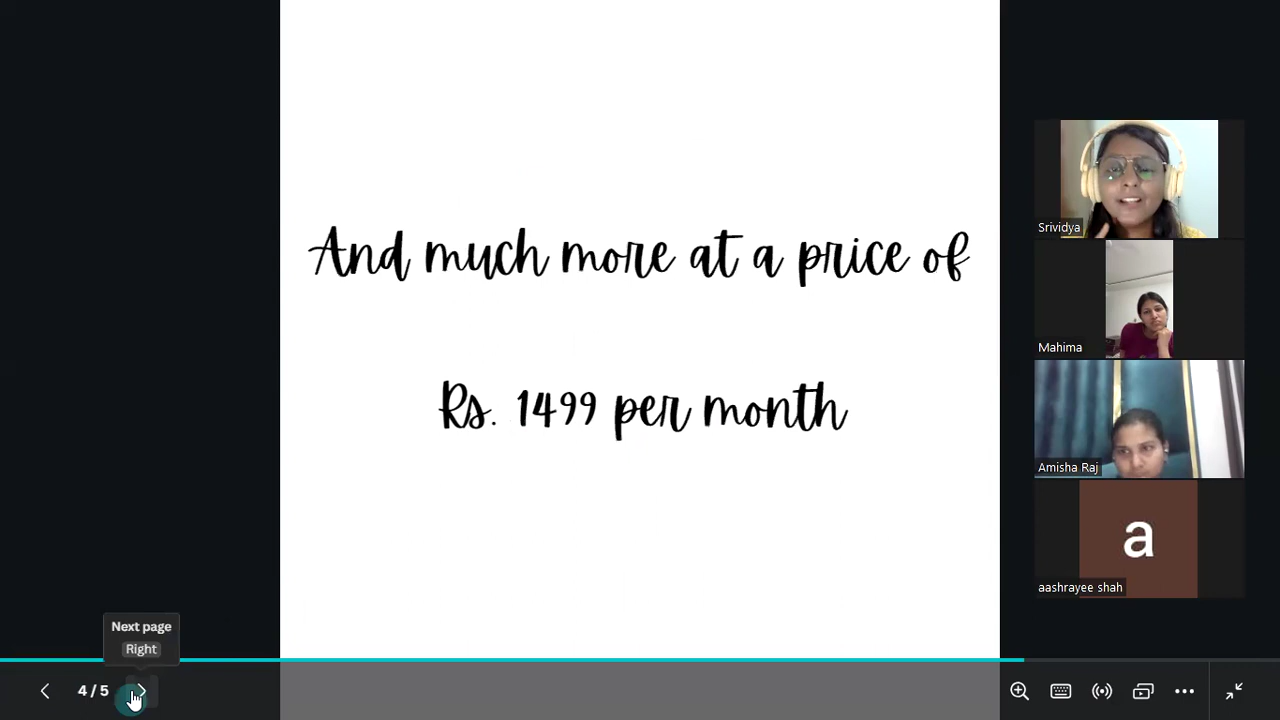 And much more at a price of
Rs. 1499 per month
Srividya
Mahima
Amisha Raj
a
aashrayee shah
Next page
Right
4 / 5